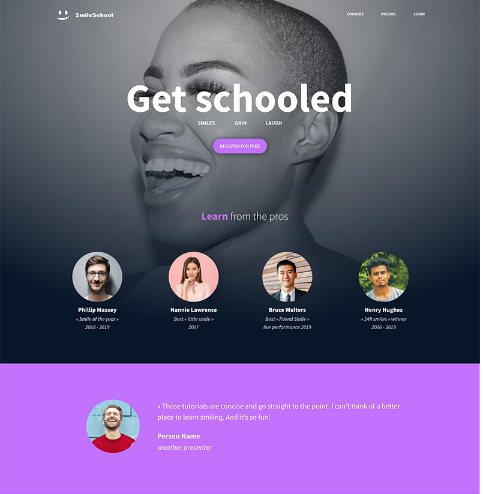 SmileSchool
COURSES PRICING LOGIN
Get schooled
SMILES GRIN LAUGH
REGISTER FOR FREE
Learn from the pros
Phillip Massey
« Smile of the year »
2018 - 2019
Nannie Lawrence
Best « little smile »
2017
Bruce Walters
Best « Friend Smile »
live performance 2019
Henry Hughes
« 24h smiles » winner
2016 - 2019
« Those tutorials are concise and go straight to the point. I can't think of a better
place to learn smiling. And it's so fun!
Person Name
weather presenter